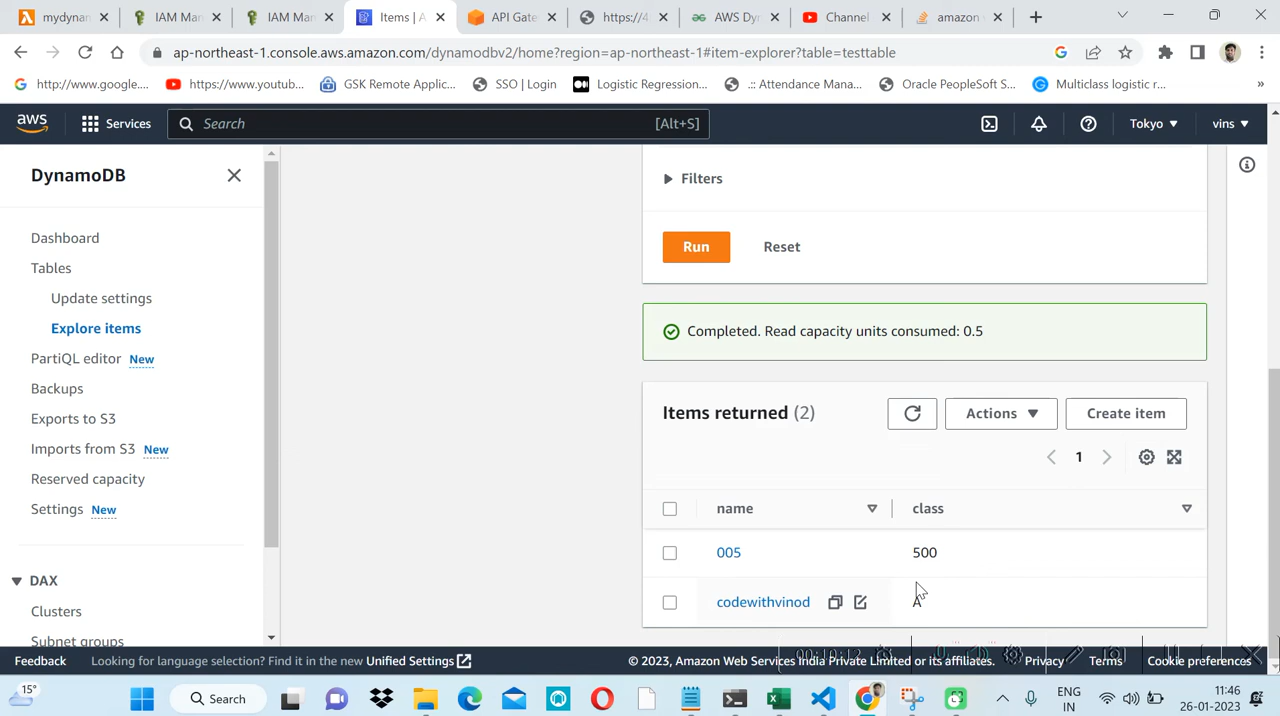 mydynan
IAM Man
IAM Man
Items | A
API Gate
https://4
AWS Dy
Channel
amazon
ap-northeast-1.console.aws.amazon.com/dynamodbv2/home?region=ap-northeast-1#item-explorer?table=testtable
http://www.google....
https://www.youtub...
GSK Remote Applic...
SSO | Login
Logistic Regression...
.:: Attendance Mana...
Oracle PeopleSoft S...
Multiclass logistic r...
»
aws
Services
Search
[Alt+S]
Tokyo
vins
DynamoDB
Dashboard
Tables
Update settings
Explore items
PartiQL editor New
Backups
Exports to S3
Imports from S3 New
Reserved capacity
Settings New
DAX
Clusters
Subnet groups
Filters
Run
Reset
Completed. Read capacity units consumed: 0.5
Items returned (2)
Actions
Create item
1
name
class
005
500
codewithvinod
A
Feedback
Looking for language selection? Find it in the new Unified Settings
© 2023, Amazon Web Services India Private Limited or its affiliates.
Privacy
Terms
Cookie preferences
15°
Search
ENG
IN
11:46
26-01-2023